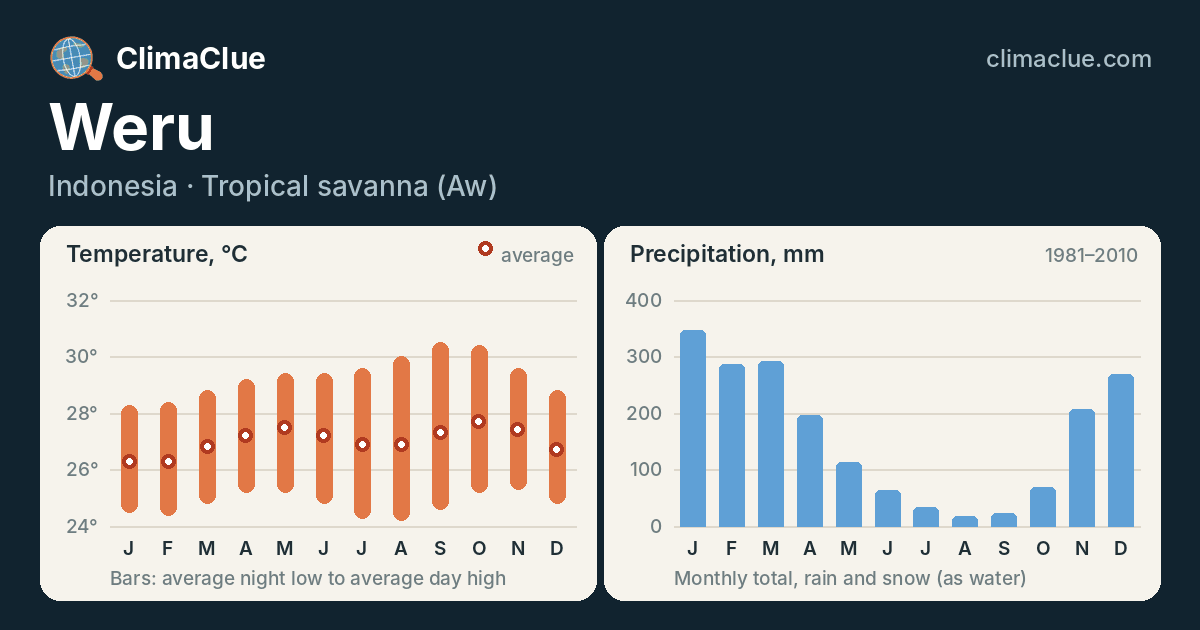 ClimaClue
climaclue.com
Weru
Indonesia · Tropical savanna (Aw)
Temperature, °C
average
32°
30°
28°
26°
24°
J F M A M J J A S O N D
Bars: average night low to average day high
Precipitation, mm
1981–2010
400
300
200
100
0
J F M A M J J A S O N D
Monthly total, rain and snow (as water)